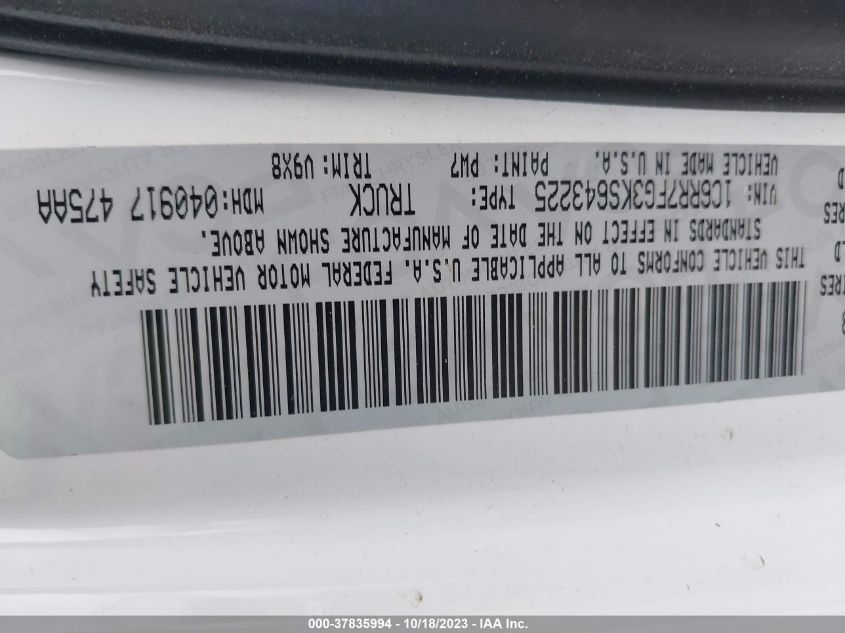 THIS VEHICLE CONFORMS TO ALL APPLICABLE U.S.A. FEDERAL MOTOR VEHICLE SAFETY
STANDARDS IN EFFECT ON THE DATE OF MANUFACTURE SHOWN ABOVE.
VIN: 1C6RR7FG3KS643225 TYPE: TRUCK MDH:040917 475AA
VEHICLE MADE IN U.S.A. PAINT: PW7 TRIM: V9X8
000-37835994 - 10/18/2023 - IAA Inc.